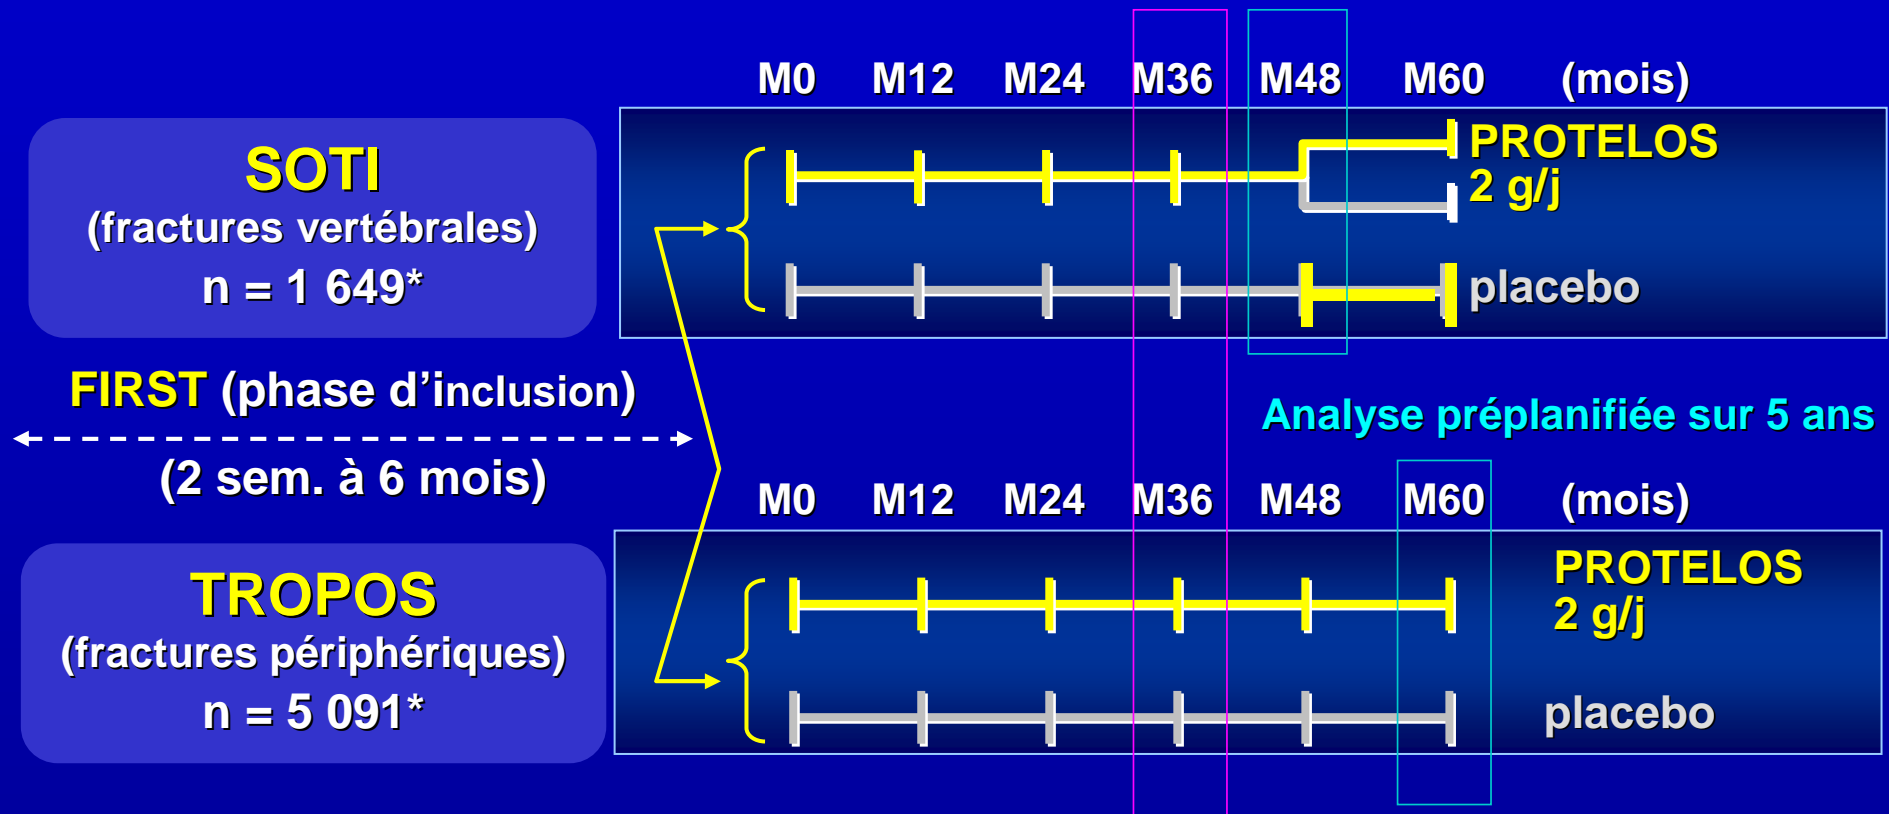 M0 M12 M24 M36 M48 M60 (mois)
SOTI
(fractures vertébrales)
n = 1 649*
PROTELOS
2 g/j
placebo
FIRST (phase d’inclusion)
(2 sem. à 6 mois)
Analyse préplanifiée sur 5 ans
M0 M12 M24 M36 M48 M60 (mois)
TROPOS
(fractures périphériques)
n = 5 091*
PROTELOS
2 g/j
placebo